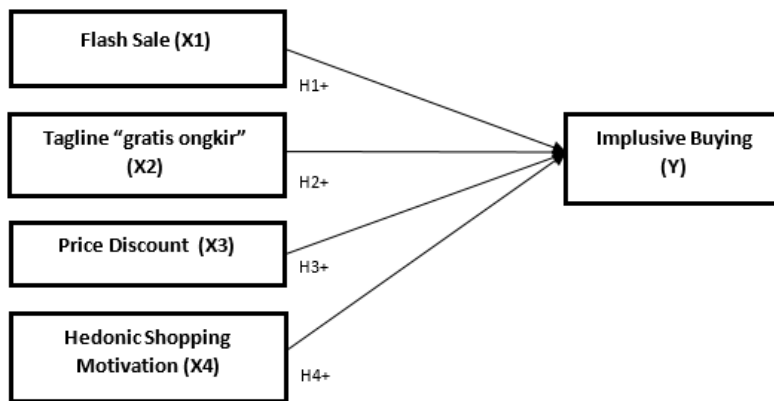 Flash Sale (X1)
H1+
Tagline “gratis ongkir”
(X2)
H2+
Implusive Buying
(Y)
Price Discount (X3)
H3+
Hedonic Shopping
Motivation (X4)
H4+